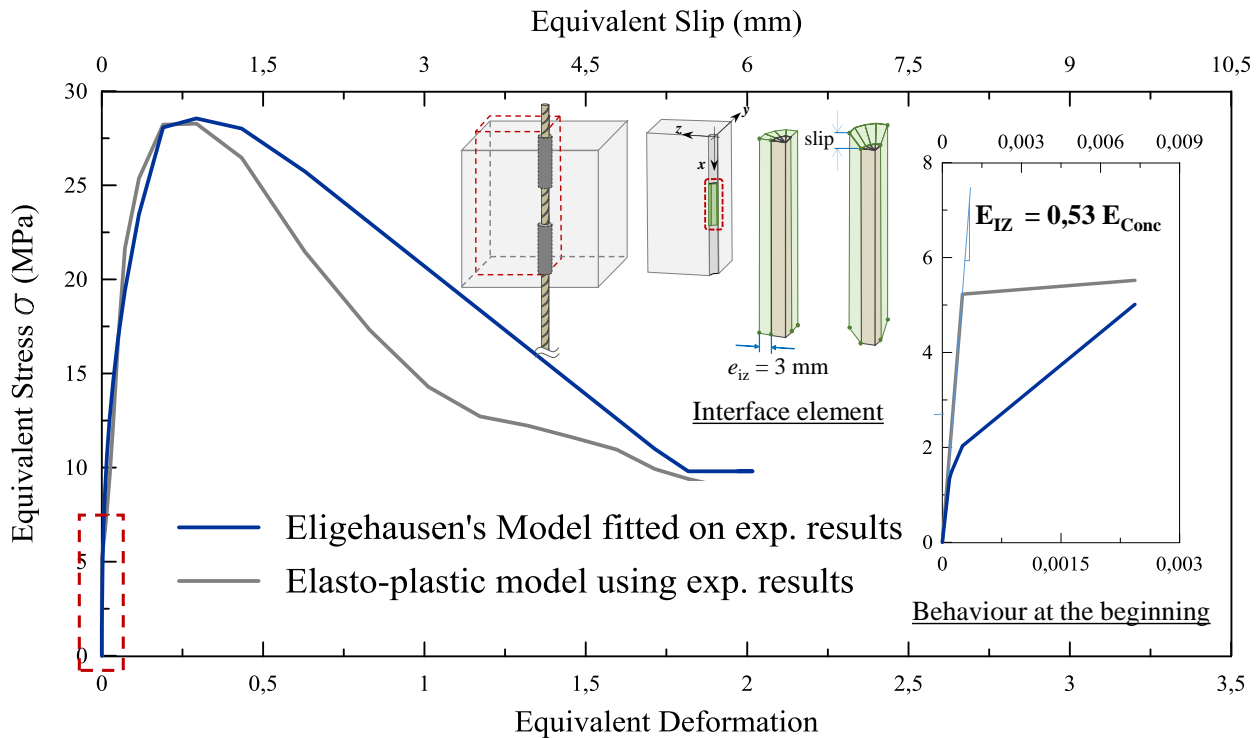 Equivalent Slip (mm)
0 1,5 3 4,5 6 7,5 9 10,5
30
25
20
15
10
5
0
Equivalent Stress σ (MPa)
z
y
x
slip
e_iz = 3 mm
Interface element
0 0,003 0,006 0,009
8
6
4
2
0
E_IZ = 0,53 E_Conc
0 0,0015 0,003
Behaviour at the beginning
Eligehausen's Model fitted on exp. results
Elasto-plastic model using exp. results
0 0,5 1 1,5 2 2,5 3 3,5
Equivalent Deformation